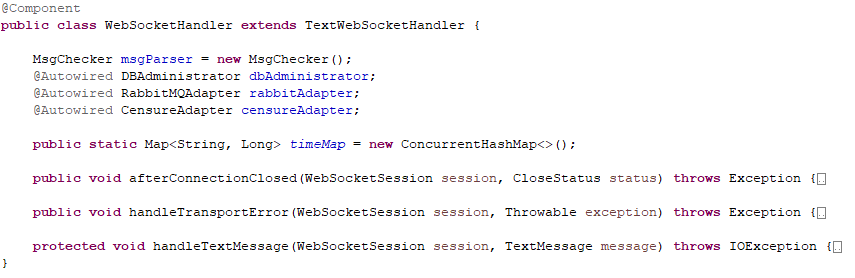 @Component
public class WebSocketHandler extends TextWebSocketHandler {
MsgChecker msgParser = new MsgChecker();
@Autowired DBAdministrator dbAdministrator;
@Autowired RabbitMQAdapter rabbitAdapter;
@Autowired CensureAdapter censureAdapter;
public static Map<String, Long> timeMap = new ConcurrentHashMap<>();
public void afterConnectionClosed(WebSocketSession session, CloseStatus status) throws Exception {..
public void handleTransportError(WebSocketSession session, Throwable exception) throws Exception {..
protected void handleTextMessage(WebSocketSession session, TextMessage message) throws IOException {..
}